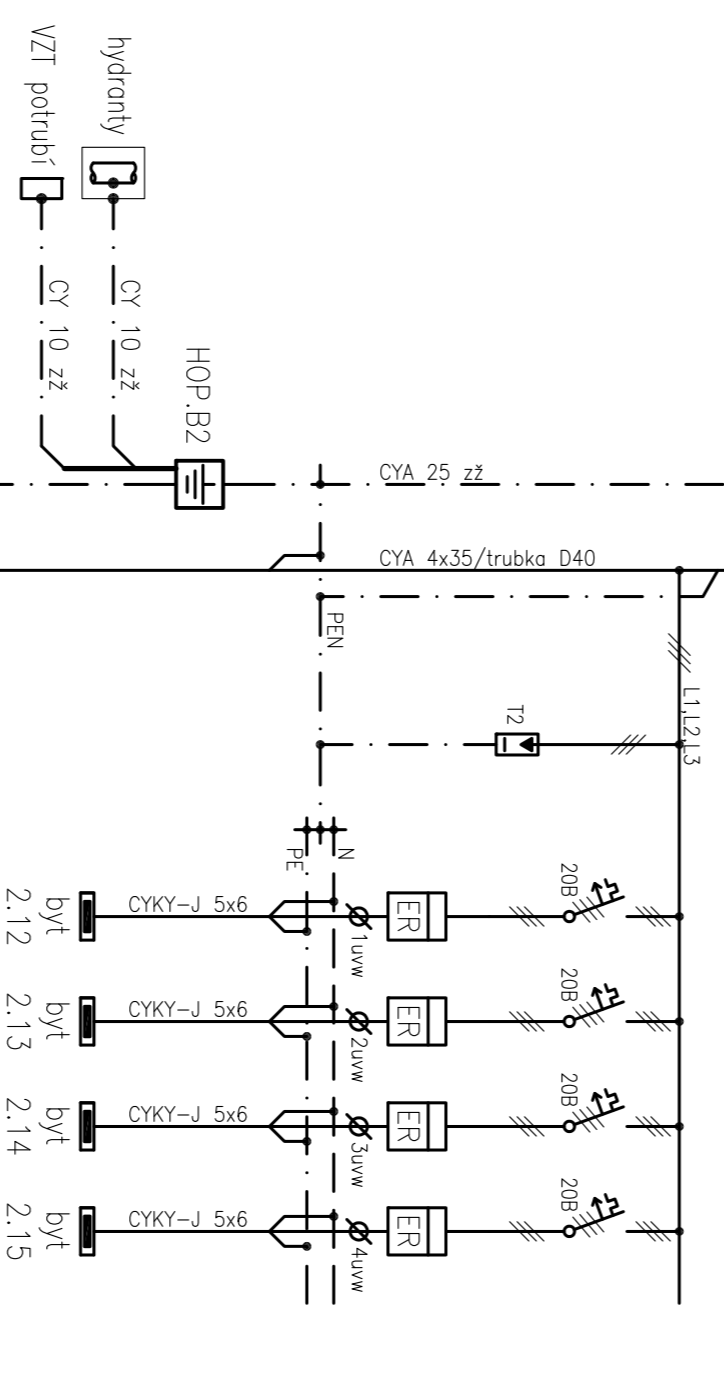 VZT potrubí
hydranty
CY 10 zž
CY 10 zž
HOP.B2
CYA 25 zž
CYA 4x35/trubka D40
PEN
L1,L2,L3
T2
N
PE
20B
ER
1uvw
CYKY-J 5x6
byt
2.12
20B
ER
2uvw
CYKY-J 5x6
byt
2.13
20B
ER
3uvw
CYKY-J 5x6
byt
2.14
20B
ER
4uvw
CYKY-J 5x6
byt
2.15